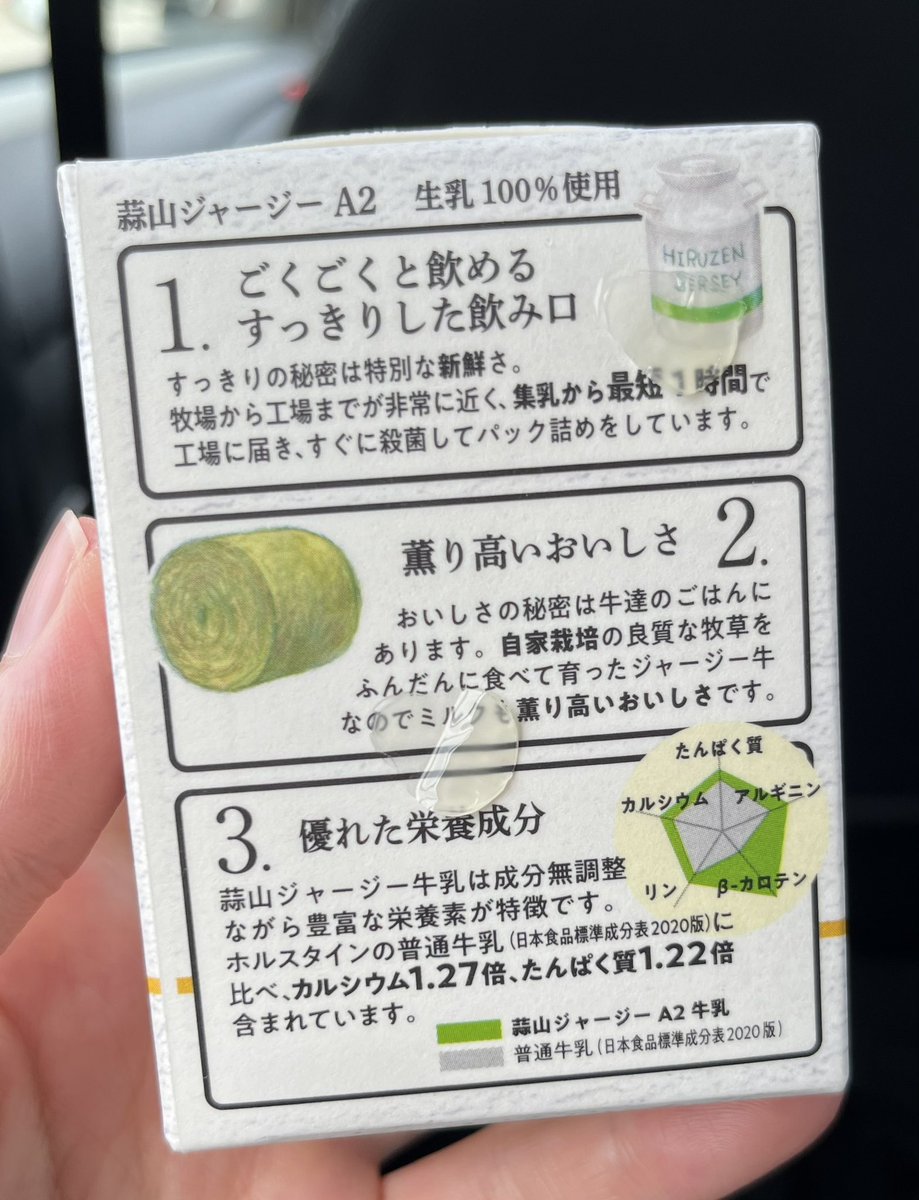 蒜山ジャージー A2 生乳 100%使用
HIRUZEN
JERSEY
1.
ごくごくと飲める
すっきりした飲み口
すっきりの秘密は特別な新鮮さ。
牧場から工場までが非常に近く、集乳から最短1時間で
工場に届き、すぐに殺菌してパック詰めをしています。
薫り高いおいしさ
2.
おいしさの秘密は牛達のごはんに
あります。自家栽培の良質な牧草を
ふんだんに食べて育ったジャージー牛
なのでミルクも薫り高いおいしさです。
3.
優れた栄養成分
たんぱく質
カルシウム
アルギニン
リン
β-カロテン
蒜山ジャージー牛乳は成分無調整
ながら豊富な栄養素が特徴です。
ホルスタインの普通牛乳(日本食品標準成分表2020版)に
比べ、カルシウム1.27倍、たんぱく質1.22倍
含まれています。
蒜山ジャージー A2 牛乳
普通牛乳(日本食品標準成分表2020版)